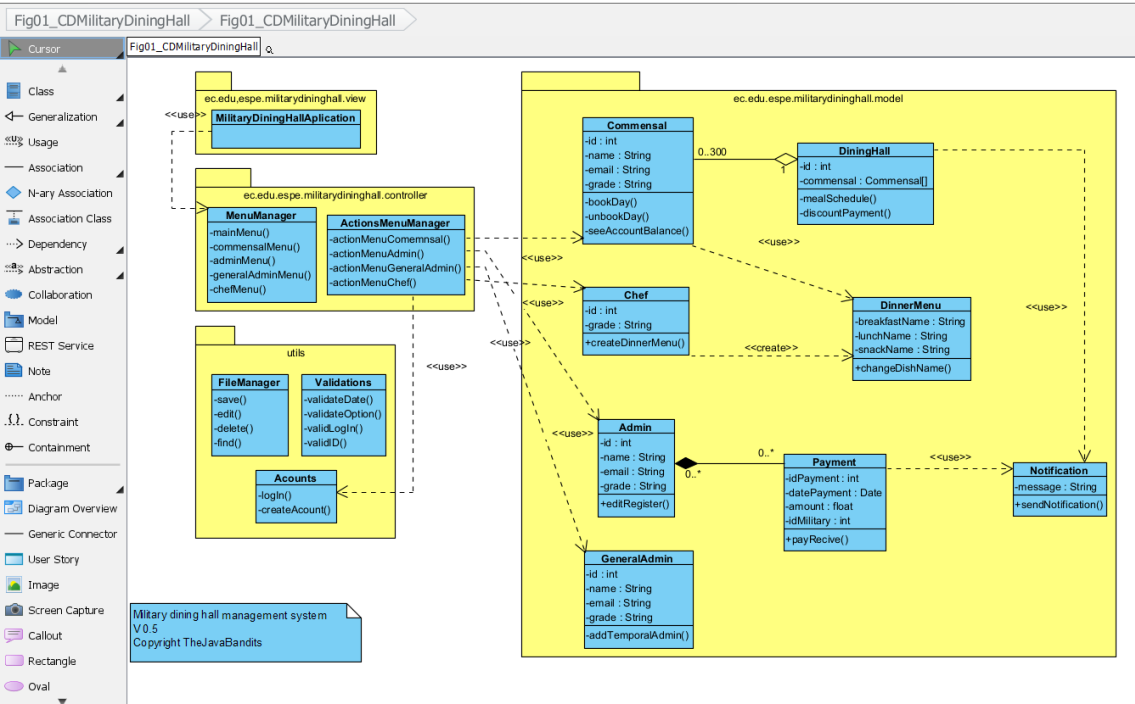 Fig01_CDMilitaryDiningHall
Fig01_CDMilitaryDiningHall
Cursor
Fig01_CDMilitaryDiningHall
Class
Generalization
<<U>>
Usage
Association
N-ary Association
Association Class
Dependency
<<a>>
Abstraction
Collaboration
Model
REST Service
Note
Anchor
{.}
Constraint
Containment
Package
Diagram Overview
Generic Connector
User Story
Image
Screen Capture
Callout
Rectangle
Oval
ec.edu,espe.militarydininghall.view
<<use>>
MilitaryDiningHallAplication
ec.edu.espe.militarydininghall.controller
MenuManager
-mainMenu()
-commensalMenu()
-adminMenu()
-generalAdminMenu()
-chefMenu()
ActionsMenuManager
-actionMenuComemnsal()
-actionMenuAdmin()
-actionMenuGeneralAdmin()
-actionMenuChef()
utils
FileManager
-save()
-edit()
-delete()
-find()
Validations
-validateDate()
-validateOption()
-validLogIn()
-validID()
Acounts
-logIn()
-createAcount()
<<use>>
<<use>>
<<use>>
<<use>>
<<use>>
Military dining hall management system
V 0.5
Copyright TheJavaBandits
ec.edu.espe.militarydininghall.model
Commensal
-id : int
-name : String
-email : String
-grade : String
-bookDay()
-unbookDay()
-seeAccountBalance()
0..300
1
DiningHall
-id : int
-commensal : Commensal[]
-mealSchedule()
-discountPayment()
<<use>>
<<use>>
Chef
-id : int
-grade : String
+createDinnerMenu()
<<create>>
DinnerMenu
-breakfastName : String
-lunchName : String
-snackName : String
+changeDishName()
Admin
-id : int
-name : String
-email : String
-grade : String
+editRegister()
0..*
0..*
Payment
-idPayment : int
-datePayment : Date
-amount : float
-idMilitary : int
+payRecive()
<<use>>
Notification
-message : String
+sendNotification()
GeneralAdmin
-id : int
-name : String
-email : String
-grade : String
-addTemporalAdmin()